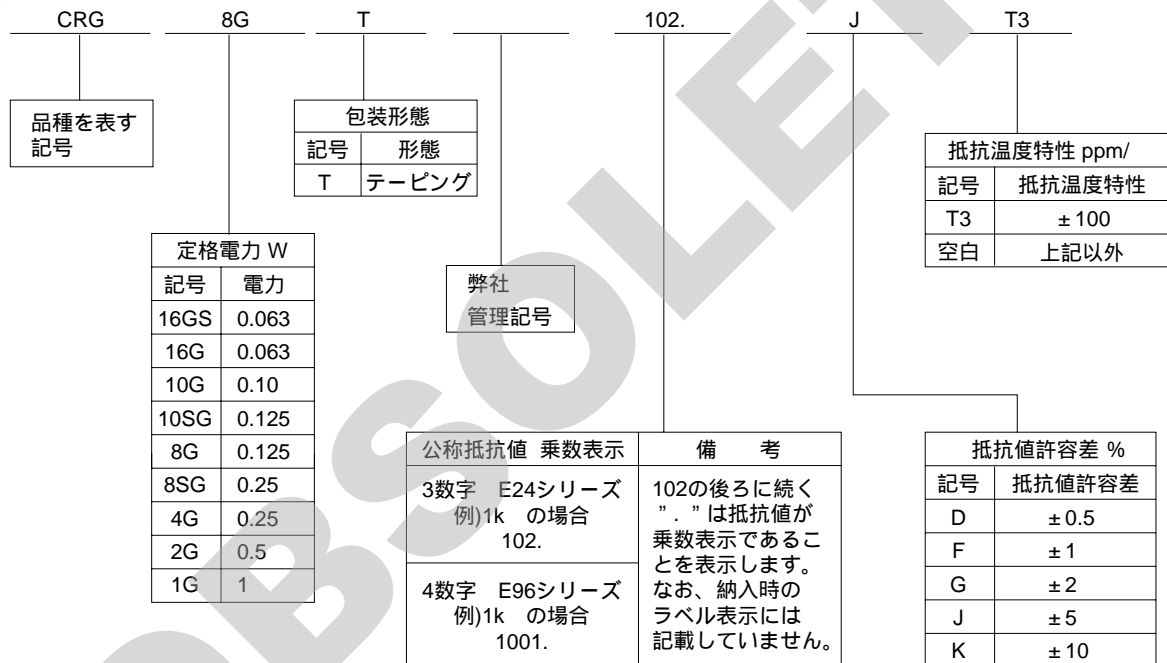 CRG 8G T 102. J T3
品種を表す
記号
包装形態
記号 形態
T テーピング
抵抗温度特性 ppm/
記号 抵抗温度特性
T3 ±100
空白 上記以外
定格電力 W
記号 電力
16GS 0.063
16G 0.063
10G 0.10
10SG 0.125
8G 0.125
8SG 0.25
4G 0.25
2G 0.5
1G 1
弊社
管理記号
公称抵抗値 乗数表示 備 考
3数字 E24シリーズ
例)1k の場合
102.
4数字 E96シリーズ
例)1k の場合
1001.
102の後ろに続く
”.”は抵抗値が
乗数表示であるこ
とを表示します。
なお、納入時の
ラベル表示には
記載していません。
抵抗値許容差 %
記号 抵抗値許容差
D ±0.5
F ±1
G ±2
J ±5
K ±10
OBSOLET